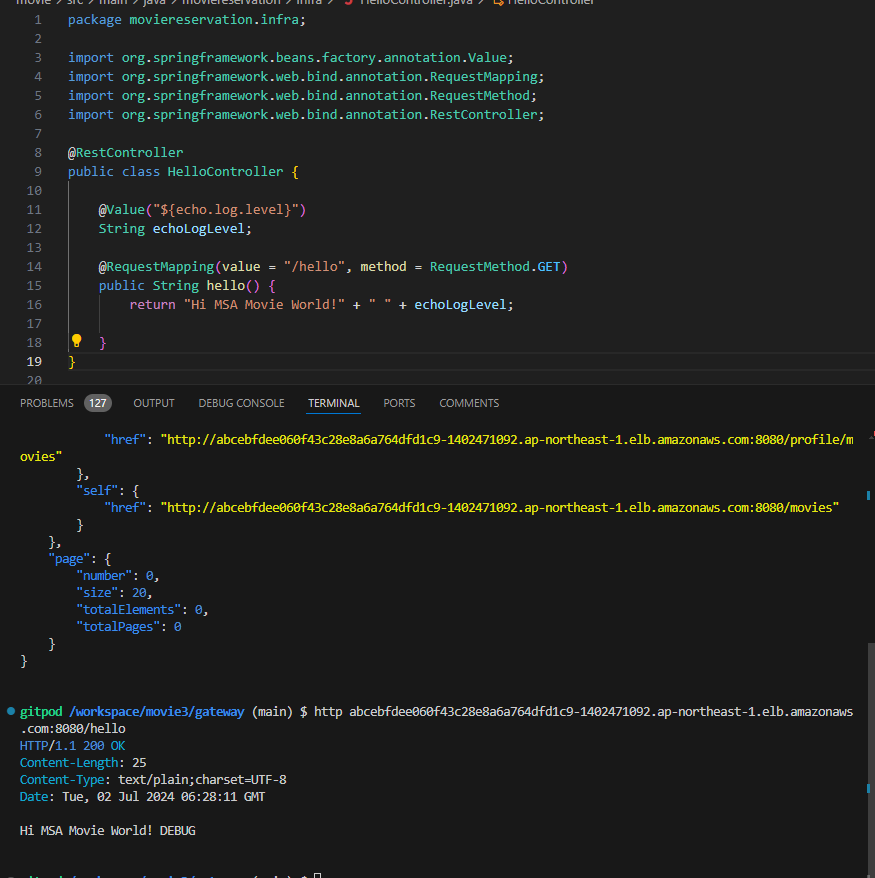 movie > src > main > java > moviereservation > infra > HelloController.java > HelloController
1 package moviereservation.infra;
2
3 import org.springframework.beans.factory.annotation.Value;
4 import org.springframework.web.bind.annotation.RequestMapping;
5 import org.springframework.web.bind.annotation.RequestMethod;
6 import org.springframework.web.bind.annotation.RestController;
7
8 @RestController
9 public class HelloController {
10
11     @Value("${echo.log.level}")
12     String echoLogLevel;
13
14     @RequestMapping(value = "/hello", method = RequestMethod.GET)
15     public String hello() {
16         return "Hi MSA Movie World!" + " " + echoLogLevel;
17
18     }
19 }
20
PROBLEMS 127 OUTPUT DEBUG CONSOLE TERMINAL PORTS COMMENTS
"href": "http://abcebfdee060f43c28e8a6a764dfd1c9-1402471092.ap-northeast-1.elb.amazonaws.com:8080/profile/m
ovies"
},
"self": {
"href": "http://abcebfdee060f43c28e8a6a764dfd1c9-1402471092.ap-northeast-1.elb.amazonaws.com:8080/movies"
}
},
"page": {
"number": 0,
"size": 20,
"totalElements": 0,
"totalPages": 0
}
}
gitpod /workspace/movie3/gateway (main) $ http abcebfdee060f43c28e8a6a764dfd1c9-1402471092.ap-northeast-1.elb.amazonaws
.com:8080/hello
HTTP/1.1 200 OK
Content-Length: 25
Content-Type: text/plain;charset=UTF-8
Date: Tue, 02 Jul 2024 06:28:11 GMT
Hi MSA Movie World! DEBUG